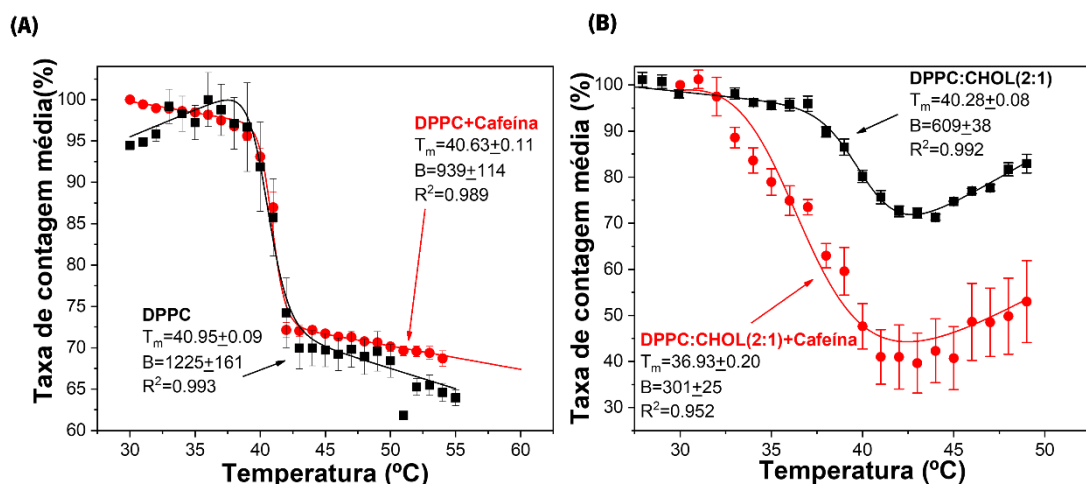 (A)
Taxa de contagem média(%)
100
95
90
85
80
75
70
65
60
DPPC+Cafeína
Tm=40.63±0.11
B=939±114
R²=0.989
DPPC
Tm=40.95±0.09
B=1225±161
R²=0.993
30 35 40 45 50 55 60
Temperatura (ºC)
(B)
Taxa de contagem média (%)
100
90
80
70
60
50
40
30
DPPC:CHOL(2:1)
Tm=40.28±0.08
B=609±38
R²=0.992
DPPC:CHOL(2:1)+Cafeína
Tm=36.93±0.20
B=301±25
R²=0.952
30 35 40 45 50
Temperatura (ºC)